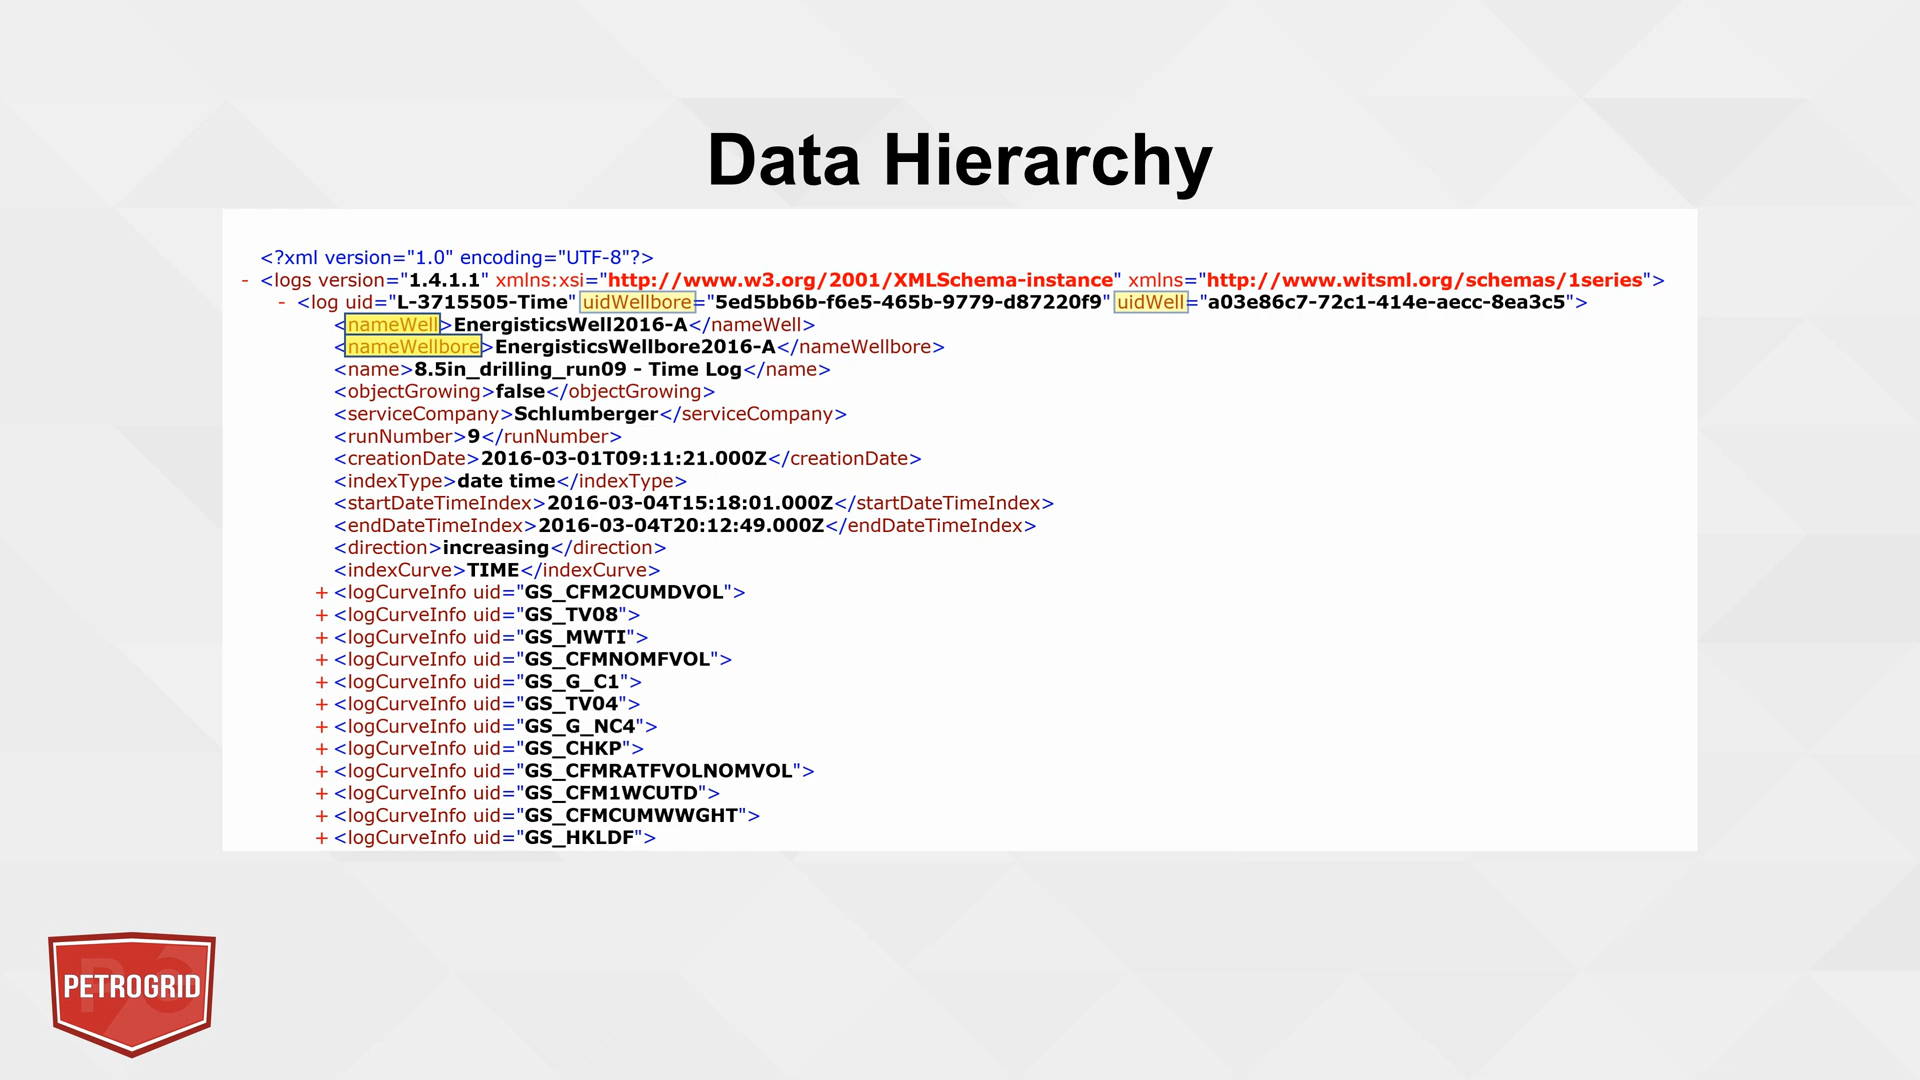 Data Hierarchy
<?xml version="1.0" encoding="UTF-8"?>
- <logs version="1.4.1.1" xmlns:xsi="http://www.w3.org/2001/XMLSchema-instance" xmlns="http://www.witsml.org/schemas/1series">
- <log uid="L-3715505-Time" uidWellbore="5ed5bb6b-f6e5-465b-9779-d87220f9" uidWell="a03e86c7-72c1-414e-aecc-8ea3c5">
<nameWell>EnergisticsWell2016-A</nameWell>
<nameWellbore>EnergisticsWellbore2016-A</nameWellbore>
<name>8.5in_drilling_run09 - Time Log</name>
<objectGrowing>false</objectGrowing>
<serviceCompany>Schlumberger</serviceCompany>
<runNumber>9</runNumber>
<creationDate>2016-03-01T09:11:21.000Z</creationDate>
<indexType>date time</indexType>
<startDateTimeIndex>2016-03-04T15:18:01.000Z</startDateTimeIndex>
<endDateTimeIndex>2016-03-04T20:12:49.000Z</endDateTimeIndex>
<direction>increasing</direction>
<indexCurve>TIME</indexCurve>
+ <logCurveInfo uid="GS_CFM2CUMDVOL">
+ <logCurveInfo uid="GS_TV08">
+ <logCurveInfo uid="GS_MWTI">
+ <logCurveInfo uid="GS_CFMNOMFVOL">
+ <logCurveInfo uid="GS_G_C1">
+ <logCurveInfo uid="GS_TV04">
+ <logCurveInfo uid="GS_G_NC4">
+ <logCurveInfo uid="GS_CHKP">
+ <logCurveInfo uid="GS_CFMRATFVOLNOMVOL">
+ <logCurveInfo uid="GS_CFM1WCUTD">
+ <logCurveInfo uid="GS_CFMCUMWWGHT">
+ <logCurveInfo uid="GS_HKLDF">
PETROGRID